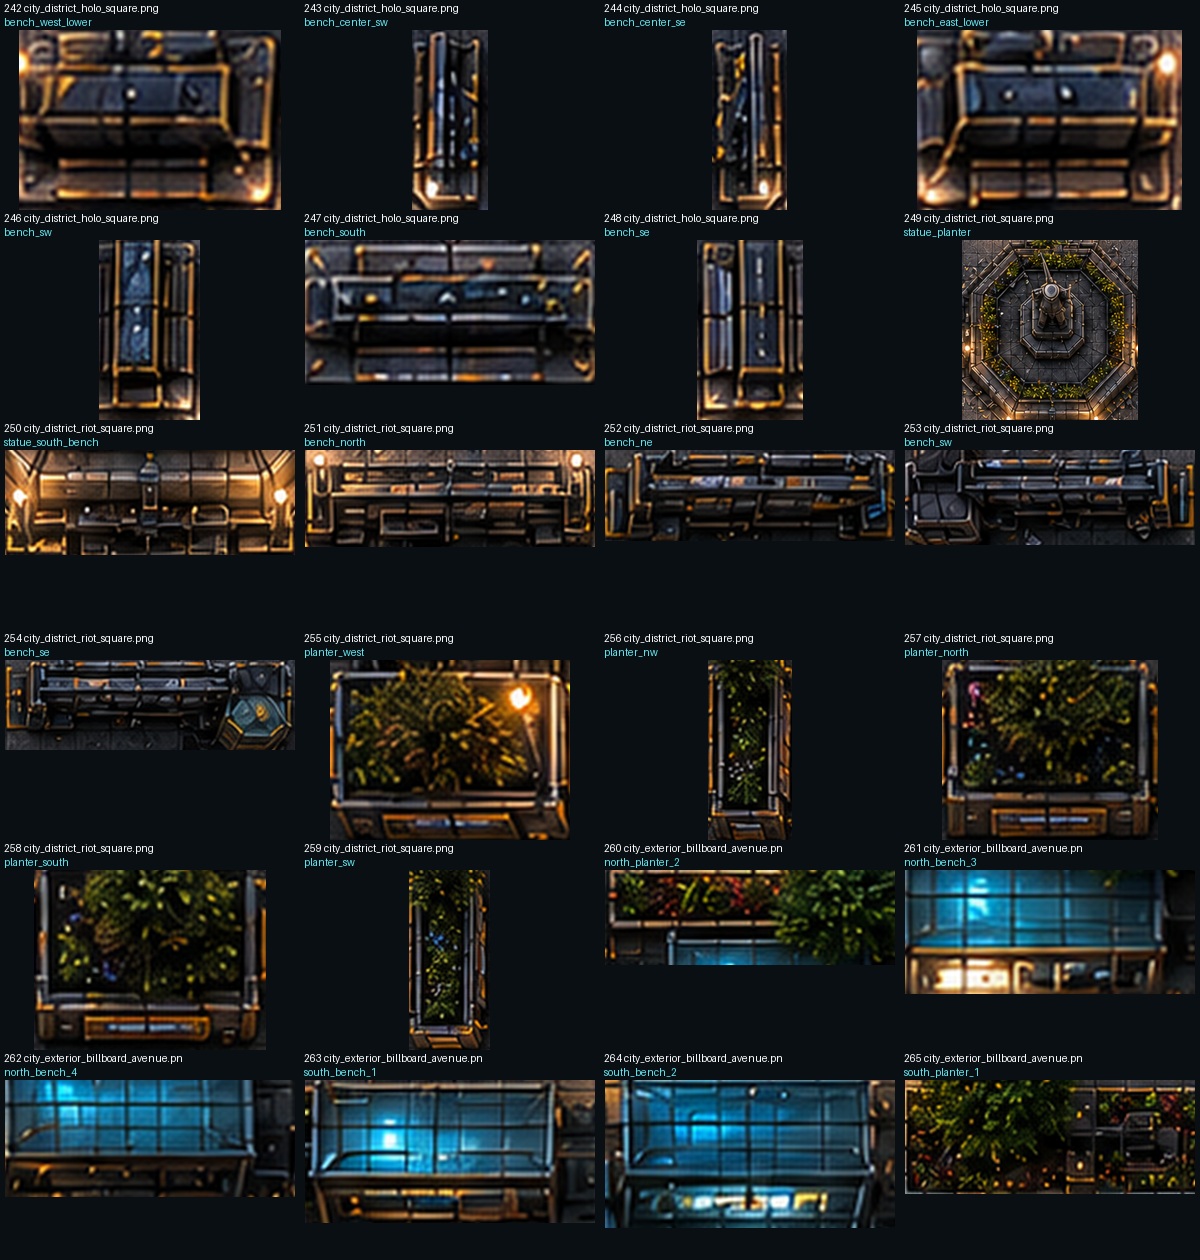 242 city_district_holo_square.png
bench_west_lower
243 city_district_holo_square.png
bench_center_sw
244 city_district_holo_square.png
bench_center_se
245 city_district_holo_square.png
bench_east_lower
246 city_district_holo_square.png
bench_sw
247 city_district_holo_square.png
bench_south
248 city_district_holo_square.png
bench_se
249 city_district_riot_square.png
statue_planter
250 city_district_riot_square.png
statue_south_bench
251 city_district_riot_square.png
bench_north
252 city_district_riot_square.png
bench_ne
253 city_district_riot_square.png
bench_sw
254 city_district_riot_square.png
bench_se
255 city_district_riot_square.png
planter_west
256 city_district_riot_square.png
planter_nw
257 city_district_riot_square.png
planter_north
258 city_district_riot_square.png
planter_south
259 city_district_riot_square.png
planter_sw
260 city_exterior_billboard_avenue.pn
north_planter_2
261 city_exterior_billboard_avenue.pn
north_bench_3
262 city_exterior_billboard_avenue.pn
north_bench_4
263 city_exterior_billboard_avenue.pn
south_bench_1
264 city_exterior_billboard_avenue.pn
south_bench_2
265 city_exterior_billboard_avenue.pn
south_planter_1